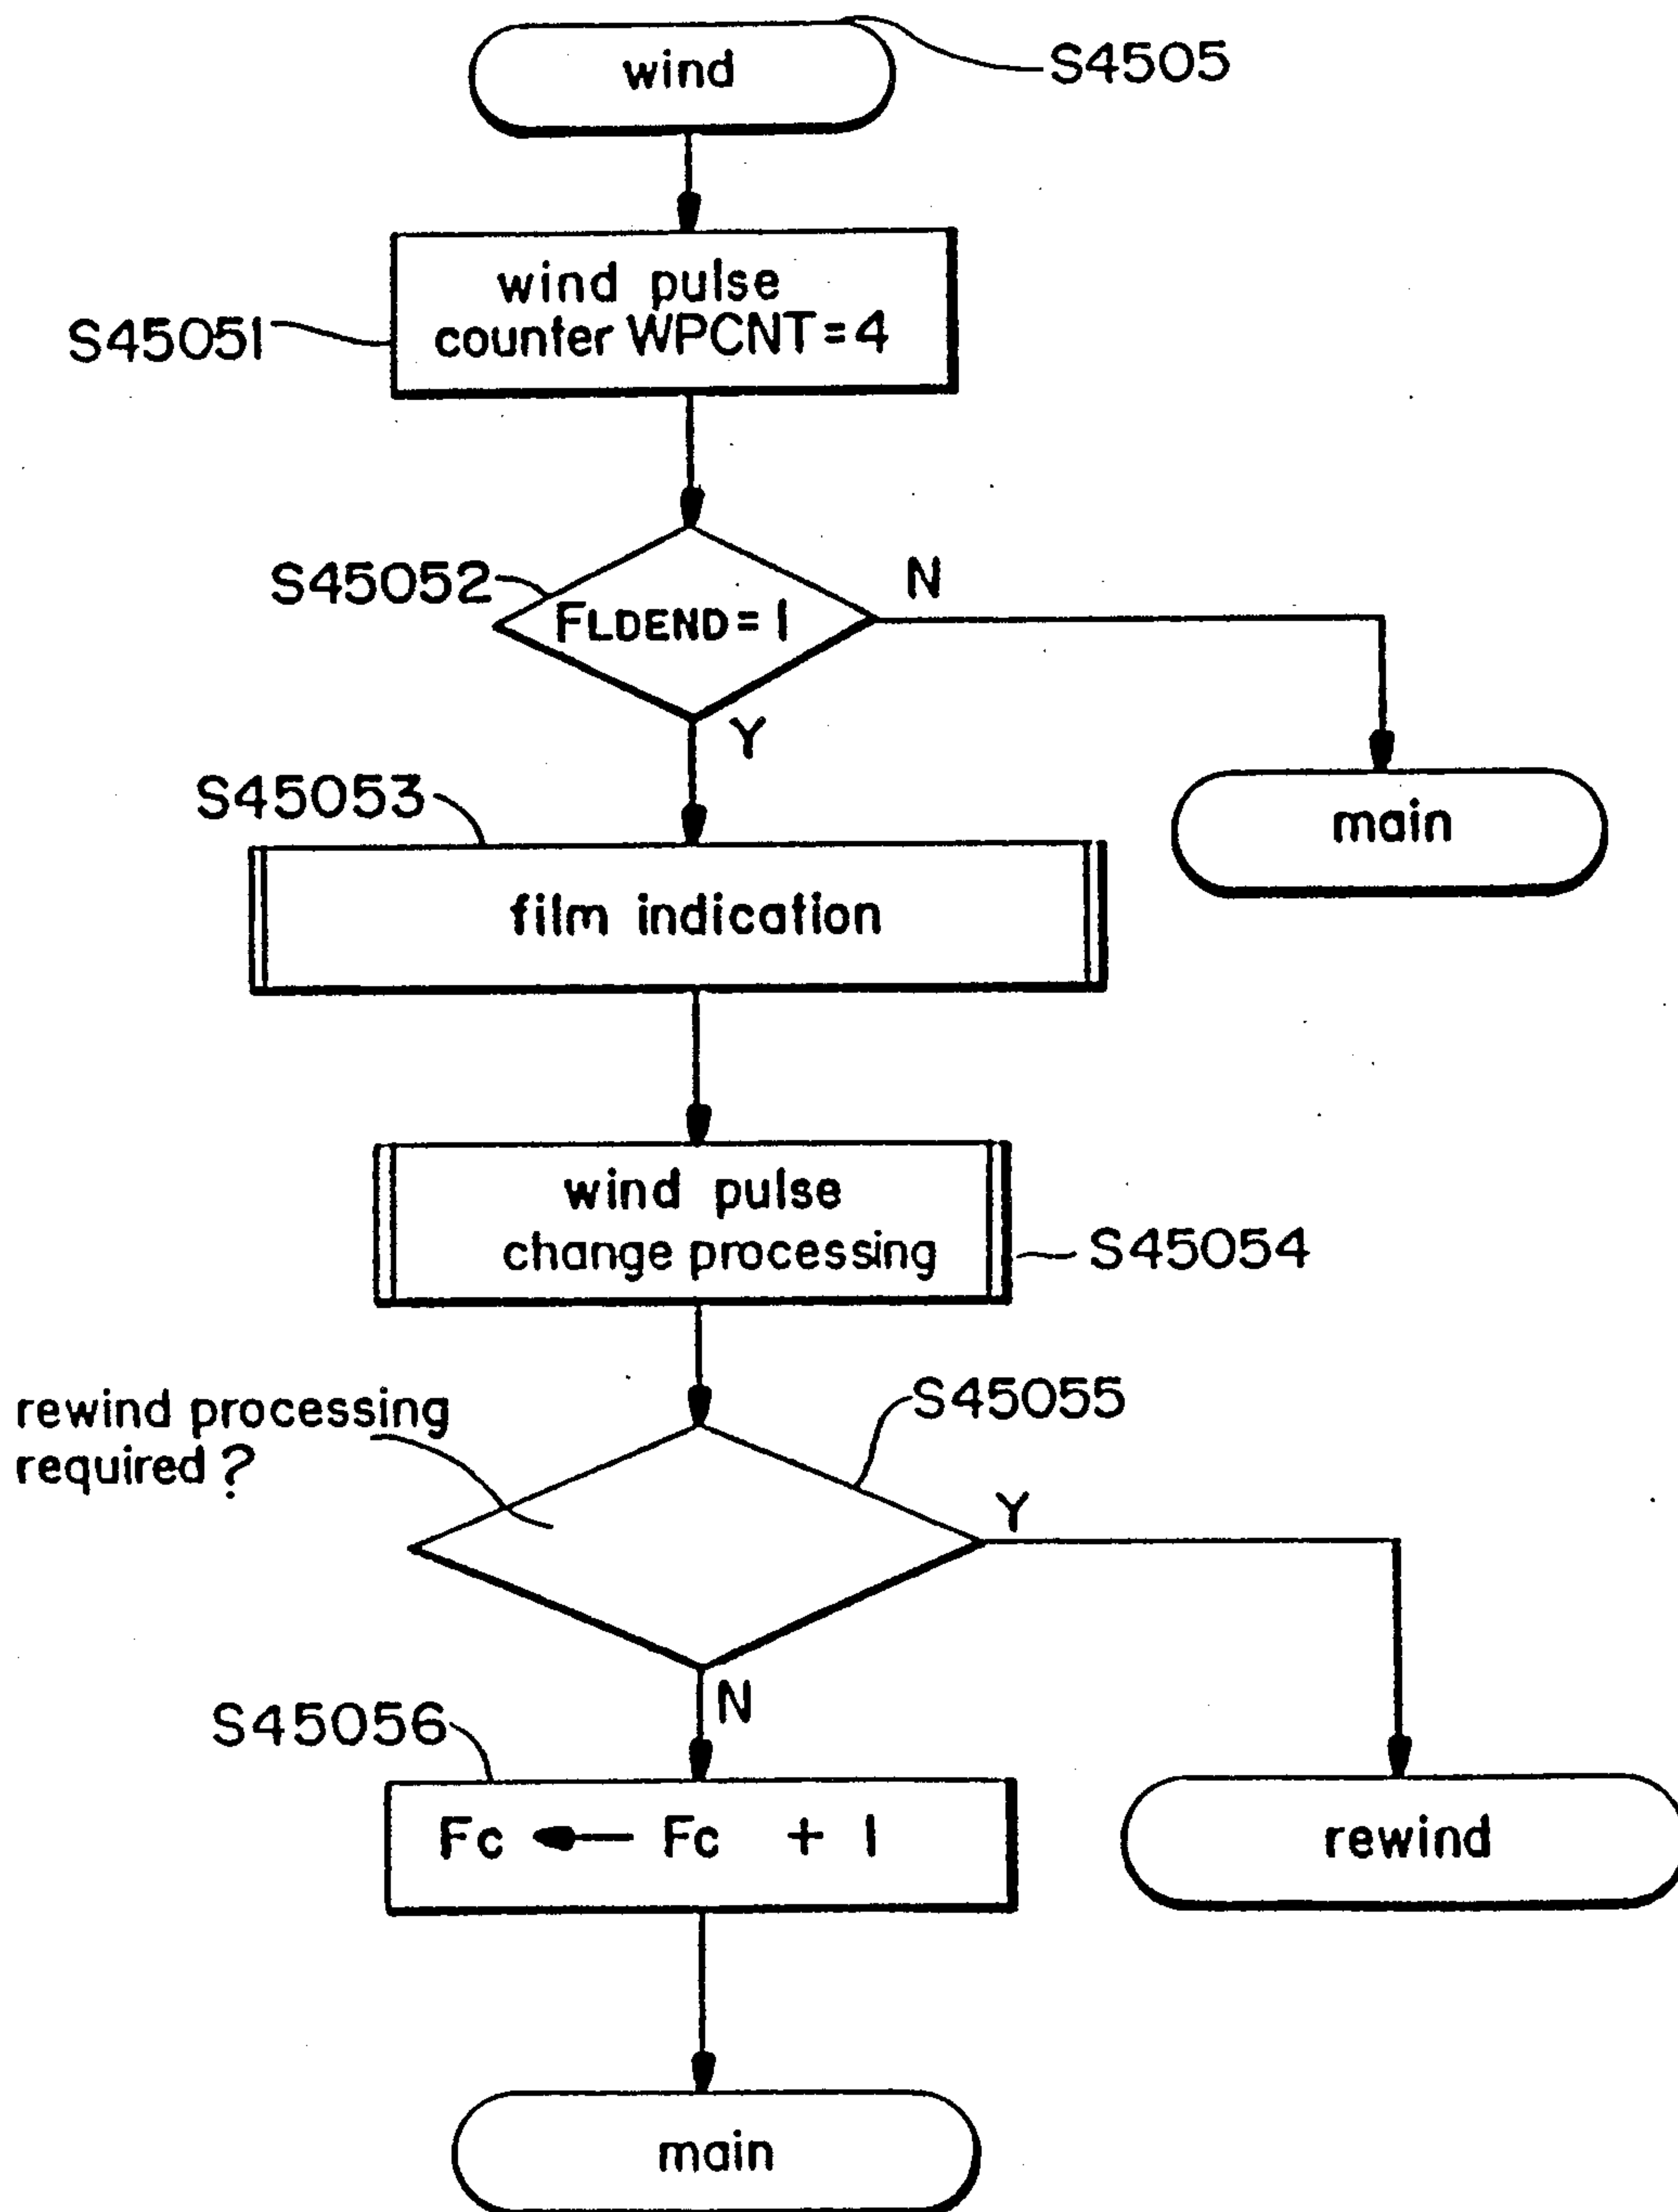 wind
S4505
wind pulse
counter WPCNT = 4
S45051
S45052
FLDEND = 1
N
Y
main
S45053
film indication
wind pulse
change processing
S45054
rewind processing
required ?
S45055
Y
N
S45056
Fc ← Fc + 1
rewind
main